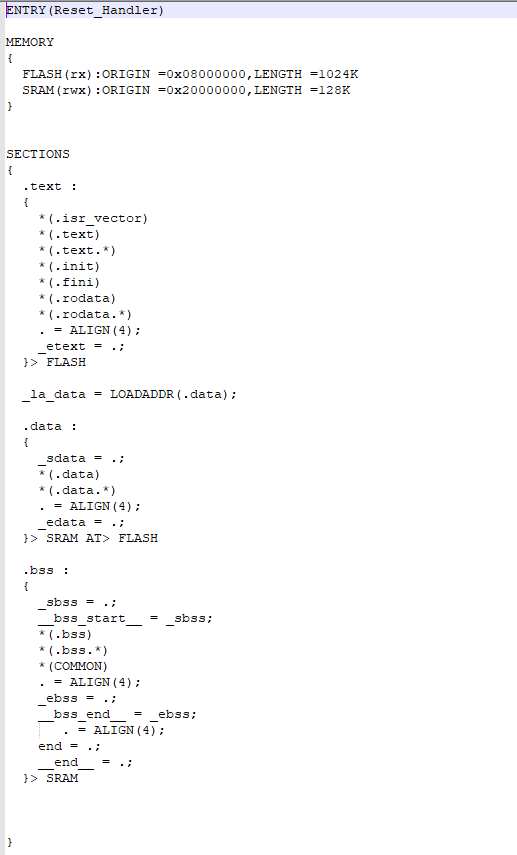 ENTRY(Reset_Handler)

MEMORY
{
  FLASH(rx):ORIGIN =0x08000000,LENGTH =1024K
  SRAM(rwx):ORIGIN =0x20000000,LENGTH =128K
}


SECTIONS
{
  .text :
  {
    *(.isr_vector)
    *(.text)
    *(.text.*)
    *(.init)
    *(.fini)
    *(.rodata)
    *(.rodata.*)
    . = ALIGN(4);
    _etext = .;
  }> FLASH

  _la_data = LOADADDR(.data);

  .data :
  {
    _sdata = .;
    *(.data)
    *(.data.*)
    . = ALIGN(4);
    _edata = .;
  }> SRAM AT> FLASH

  .bss :
  {
    _sbss = .;
    __bss_start__ = _sbss;
    *(.bss)
    *(.bss.*)
    *(COMMON)
    . = ALIGN(4);
    _ebss = .;
    __bss_end__ = _ebss;
       . = ALIGN(4);
    end = .;
    __end__ = .;
  }> SRAM



}